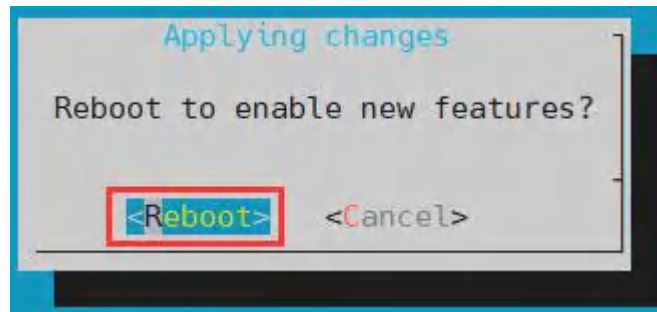 Applying changes
Reboot to enable new features?
<Reboot> <Cancel>